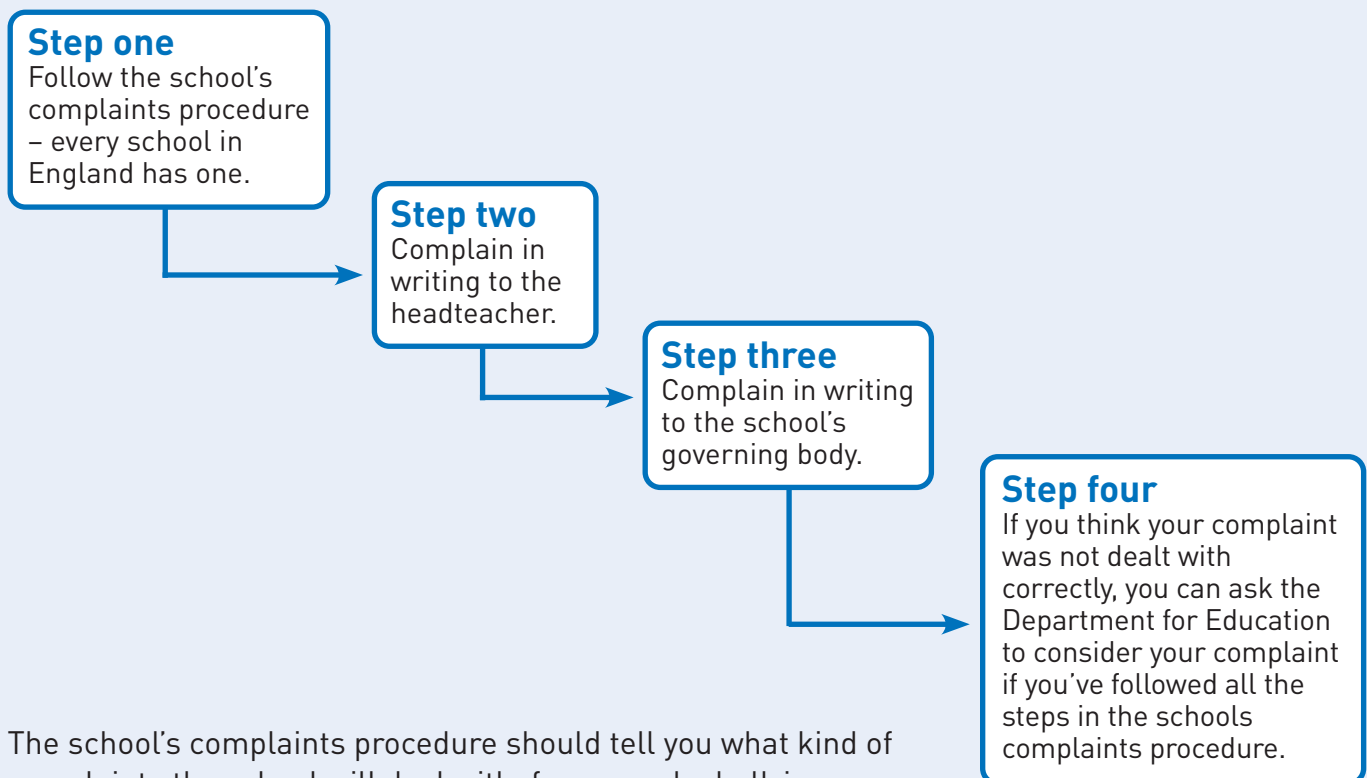 Step one
Follow the school’s
complaints procedure
– every school in
England has one.
Step two
Complain in
writing to the
headteacher.
Step three
Complain in writing
to the school’s
governing body.
Step four
If you think your complaint
was not dealt with
correctly, you can ask the
Department for Education
to consider your complaint
if you’ve followed all the
steps in the schools
complaints procedure.
The school’s complaints procedure should tell you what kind of